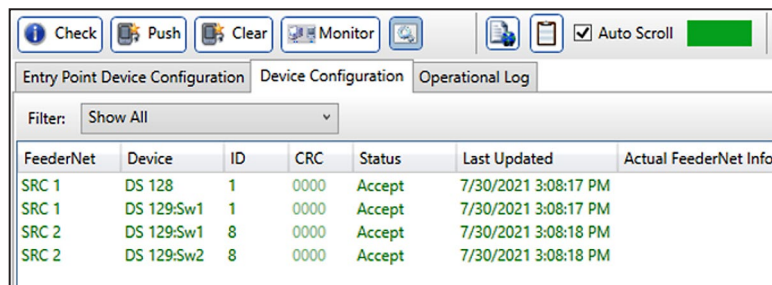 Check Push Clear Monitor Auto Scroll
Entry Point Device Configuration Device Configuration Operational Log
Filter: Show All
FeederNet Device ID CRC Status Last Updated Actual FeederNet Info
SRC 1 DS 128 1 0000 Accept 7/30/2021 3:08:17 PM
SRC 1 DS 129:Sw1 1 0000 Accept 7/30/2021 3:08:17 PM
SRC 2 DS 129:Sw1 8 0000 Accept 7/30/2021 3:08:18 PM
SRC 2 DS 129:Sw2 8 0000 Accept 7/30/2021 3:08:18 PM